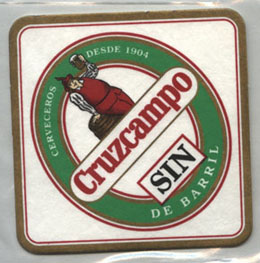 CERVECEROS DESDE 1904
Cruzcampo
SIN
DE BARRIL